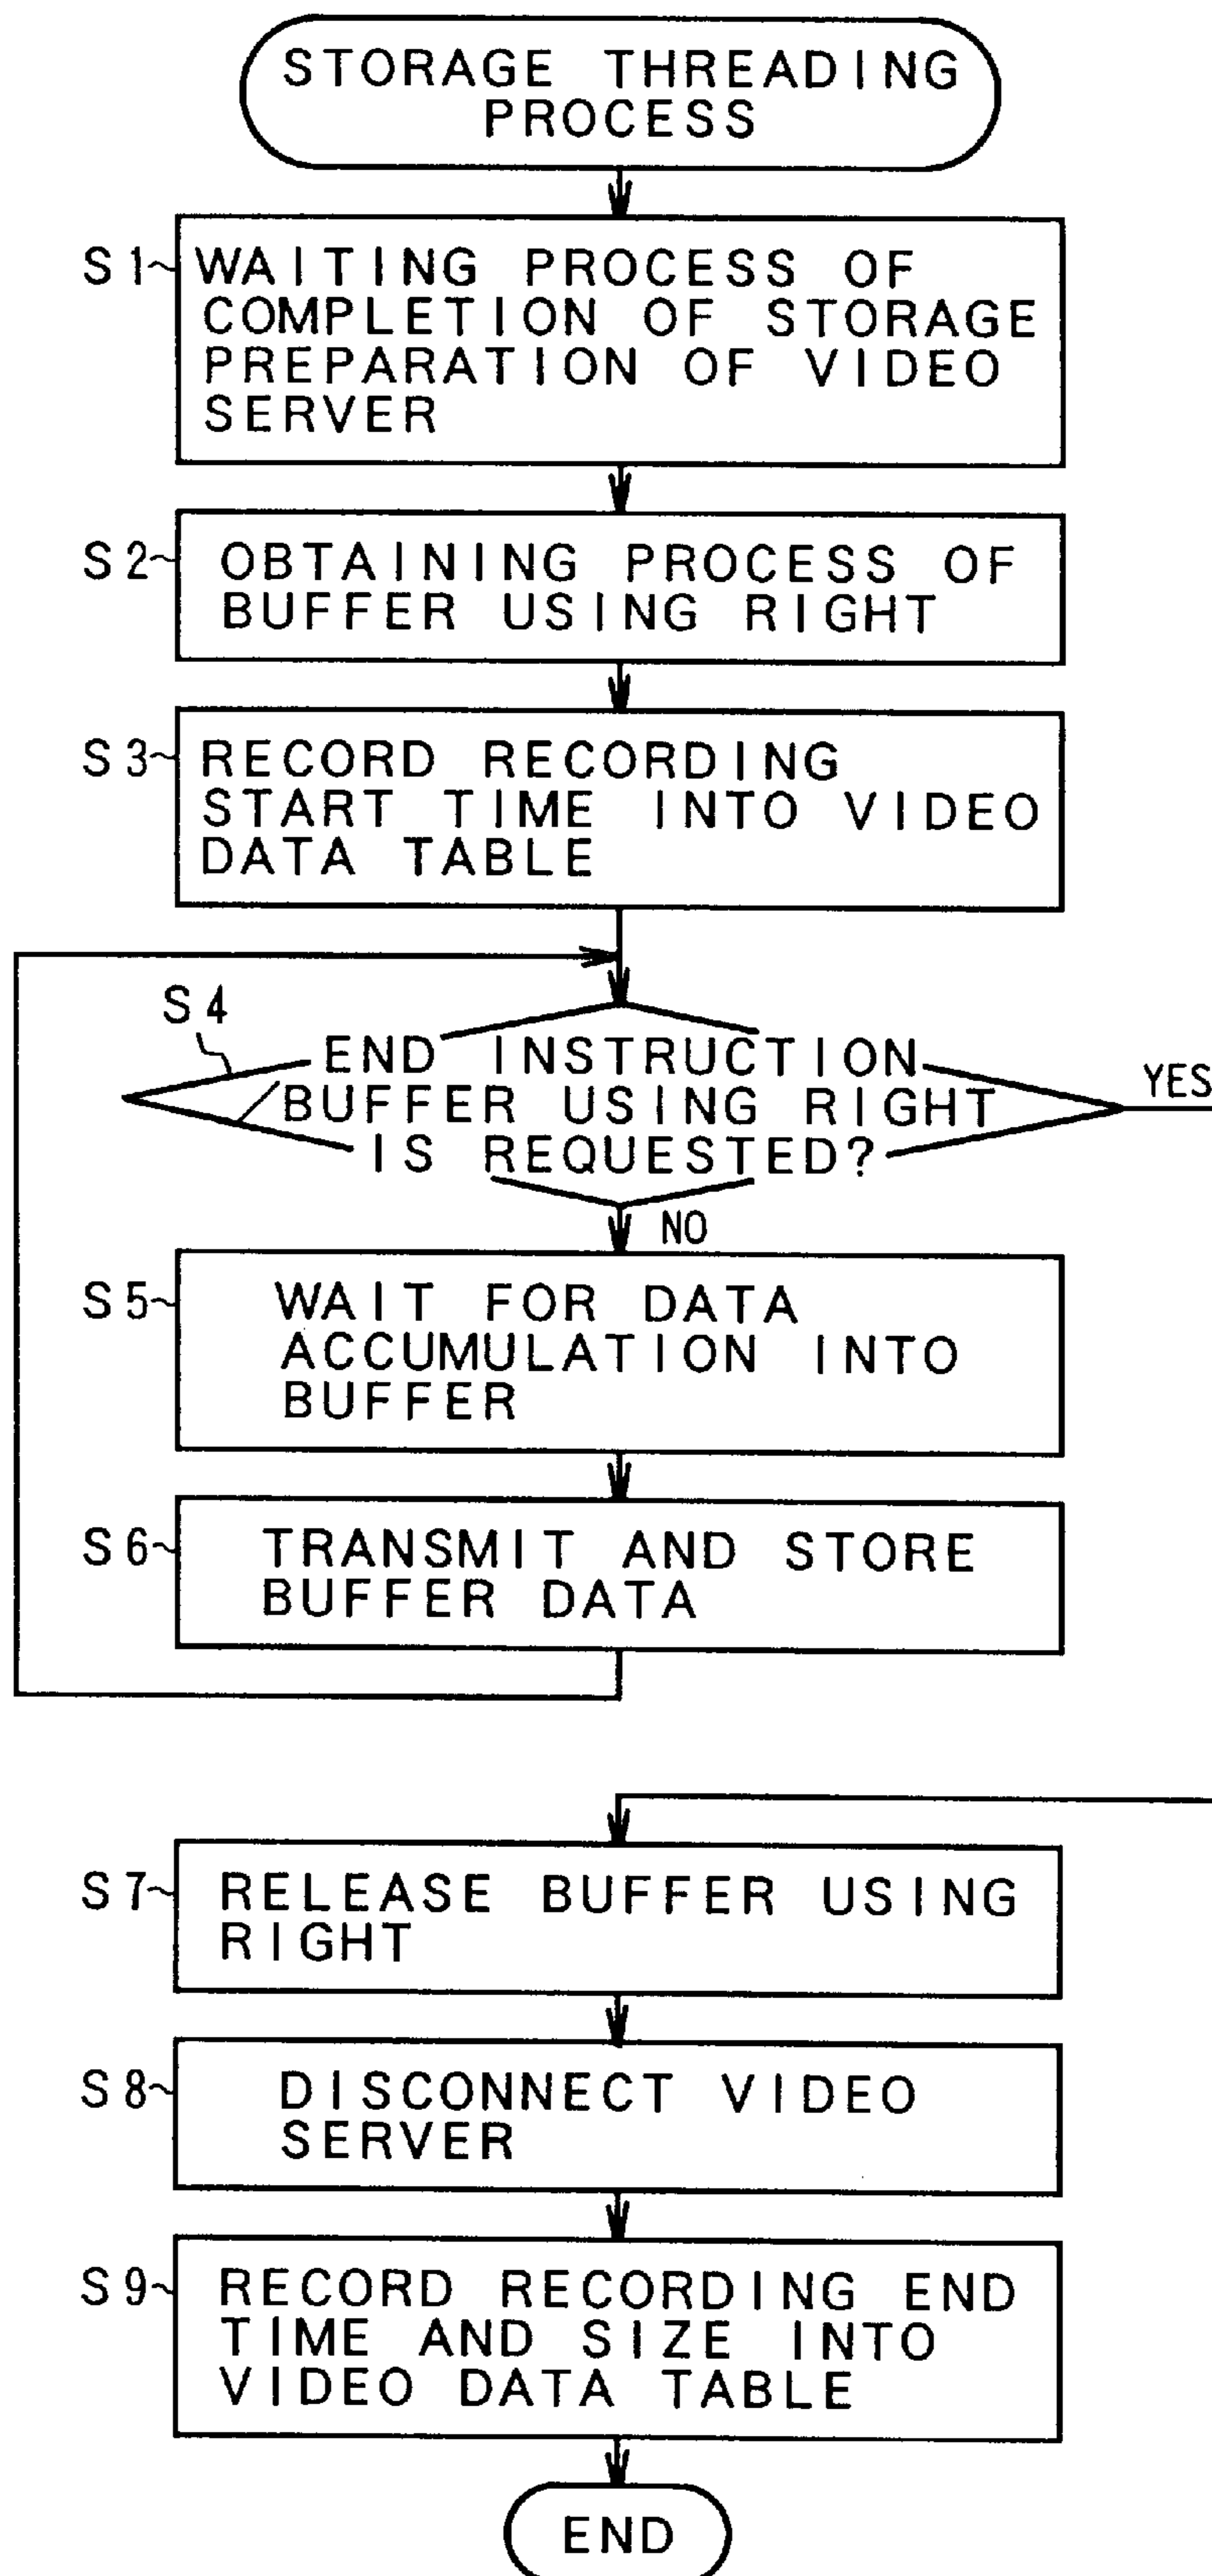 STORAGE THREADING
PROCESS
S1
WAITING PROCESS OF
COMPLETION OF STORAGE
PREPARATION OF VIDEO
SERVER
S2
OBTAINING PROCESS OF
BUFFER USING RIGHT
S3
RECORD RECORDING
START TIME INTO VIDEO
DATA TABLE
S4
END INSTRUCTION
/BUFFER USING RIGHT
IS REQUESTED?
YES
NO
S5
WAIT FOR DATA
ACCUMULATION INTO
BUFFER
S6
TRANSMIT AND STORE
BUFFER DATA
S7
RELEASE BUFFER USING
RIGHT
S8
DISCONNECT VIDEO
SERVER
S9
RECORD RECORDING END
TIME AND SIZE INTO
VIDEO DATA TABLE
END